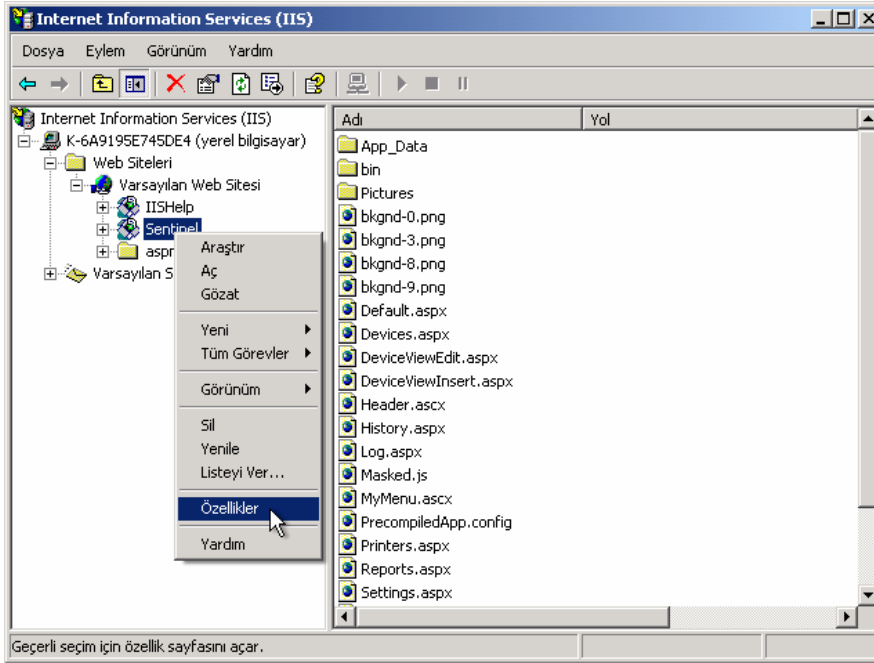 Internet Information Services (IIS)
Dosya Eylem Görünüm Yardım
Internet Information Services (IIS)
K-6A9195E745DE4 (yerel bilgisayar)
Web Siteleri
Varsayılan Web Sitesi
IISHelp
Sentinel
aspn
Varsayılan S
Araştır
Aç
Gözat
Yeni
Tüm Görevler
Görünüm
Sil
Yenile
Listeyi Ver...
Özellikler
Yardım
Adı Yol
App_Data
bin
Pictures
bkgnd-0.png
bkgnd-3.png
bkgnd-8.png
bkgnd-9.png
Default.aspx
Devices.aspx
DeviceViewEdit.aspx
DeviceViewInsert.aspx
Header.ascx
History.aspx
Log.aspx
Masked.js
MyMenu.ascx
PrecompiledApp.config
Printers.aspx
Reports.aspx
Settings.aspx
Geçerli seçim için özellik sayfasını açar.